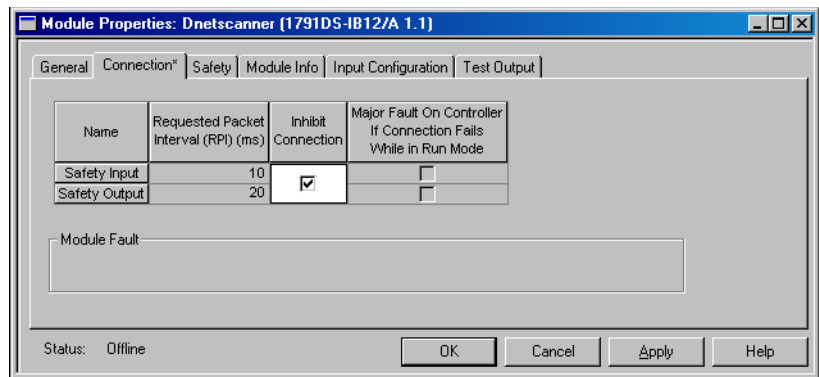 Module Properties: Dnetscanner (1791DS-IB12/A 1.1)
General Connection* Safety Module Info Input Configuration Test Output
Name
Requested Packet
Interval (RPI) (ms)
Inhibit
Connection
Major Fault On Controller
If Connection Fails
While in Run Mode
Safety Input 10
Safety Output 20
Module Fault
Status: Offline
OK Cancel Apply Help